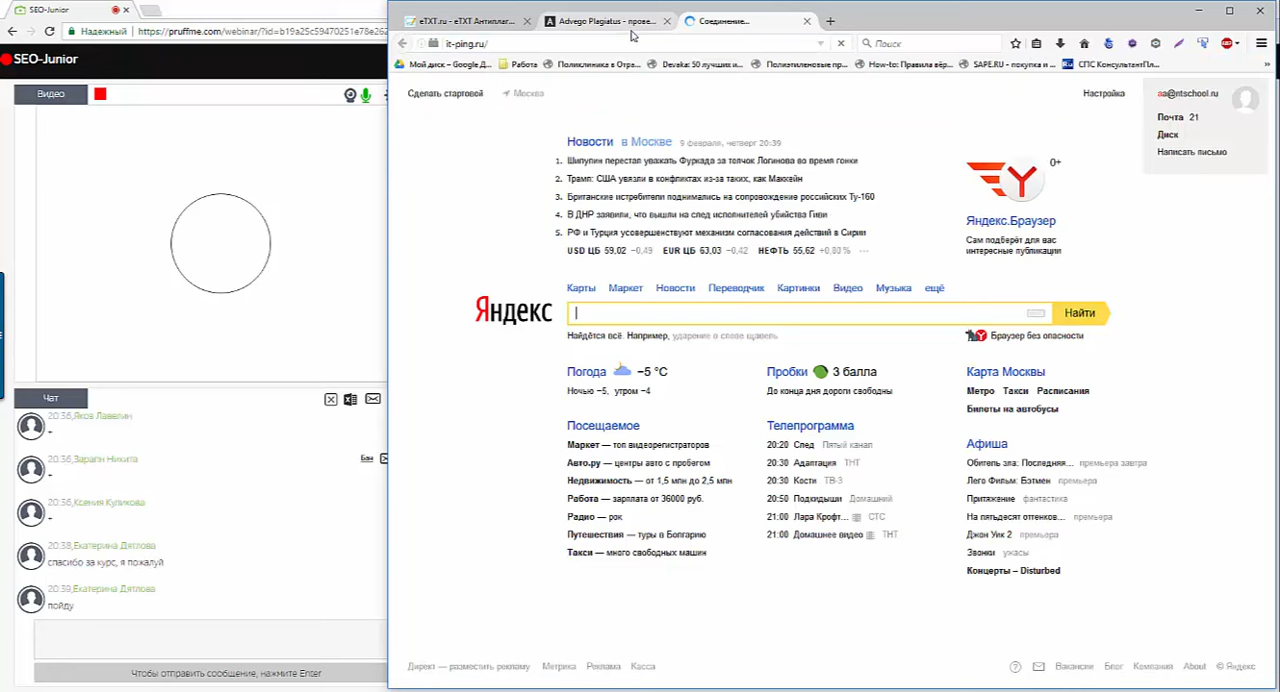 SEO-Junior
Надежный
https://pruffme.com/webinar/?id=b19a25c59470251e78e262
SEO-Junior
Видео
Чат
20:36,Яков Лавелин
+
20:36,Зарапн Никита
Бан
+
20:36,Ксения Куликова
+
20:38,Екатерина Дятлова
спасибо за курс, я пожалуй
20:39,Екатерина Дятлова
пойду
Чтобы отправить сообщение, нажмите Enter
eTXT.ru - eTXT Антиплаг...
Advego Plagiatus - прове...
Соединение...
it-ping.ru/
Поиск
Мой диск – Google Д...
Работа
Поликлиника в Отра...
Devaka: 50 лучших и...
Полиэтиленовые пр...
How-to: Правила вёр...
SAPE.RU - покупка и ...
СПС КонсультантПл...
Сделать стартовой
Москва
Настройка
aa@ntschool.ru
Почта 21
Диск
Написать письмо
Новости в Москве 9 февраля, четверг 20:39
1. Шипулин перестал уважать Фуркада за толчок Логинова во время гонки
2. Трамп: США увязли в конфликтах из-за таких, как Маккейн
3. Британские истребители поднимались на сопровождение российских Ту-160
4. В ДНР заявили, что вышли на след исполнителей убийства Гиви
5. РФ и Турция усовершенствуют механизм согласования действий в Сирии
USD ЦБ 59,02 −0,49 EUR ЦБ 63,03 −0,42 НЕФТЬ 55,62 +0,80 % ...
0+
Яндекс.Браузер
Сам подберёт для вас
интересные публикации
Карты Маркет Новости Переводчик Картинки Видео Музыка ещё
Яндекс
Найти
Найдётся всё. Например, ударение в слове щавель
Браузер без опасности
Погода −5 °C
Ночью −5, утром −4
Пробки 3 балла
До конца дня дороги свободны
Карта Москвы
Метро Такси Расписания
Билеты на автобусы
Посещаемое
Маркет — топ видеорегистраторов
Авто.ру — центры авто с пробегом
Недвижимость — от 1,5 млн до 2,5 млн
Работа — зарплата от 36000 руб.
Радио — рок
Путешествия — туры в Болгарию
Такси — много свободных машин
Телепрограмма
20:20 След Пятый канал
20:30 Адаптация ТНТ
20:30 Кости ТВ-3
20:50 Подкидыши Домашний
21:00 Лара Крофт... СТС
21:00 Домашнее видео ТНТ
Афиша
Обитель зла: Последняя... премьера завтра
Лего Фильм: Бэтмен премьера
Притяжение фантастика
На пятьдесят оттенков... премьера
Джон Уик 2 премьера
Звонки ужасы
Концерты – Disturbed
Директ — разместить рекламу Метрика Реклама Касса
Вакансии Блог Компания About © Яндекс